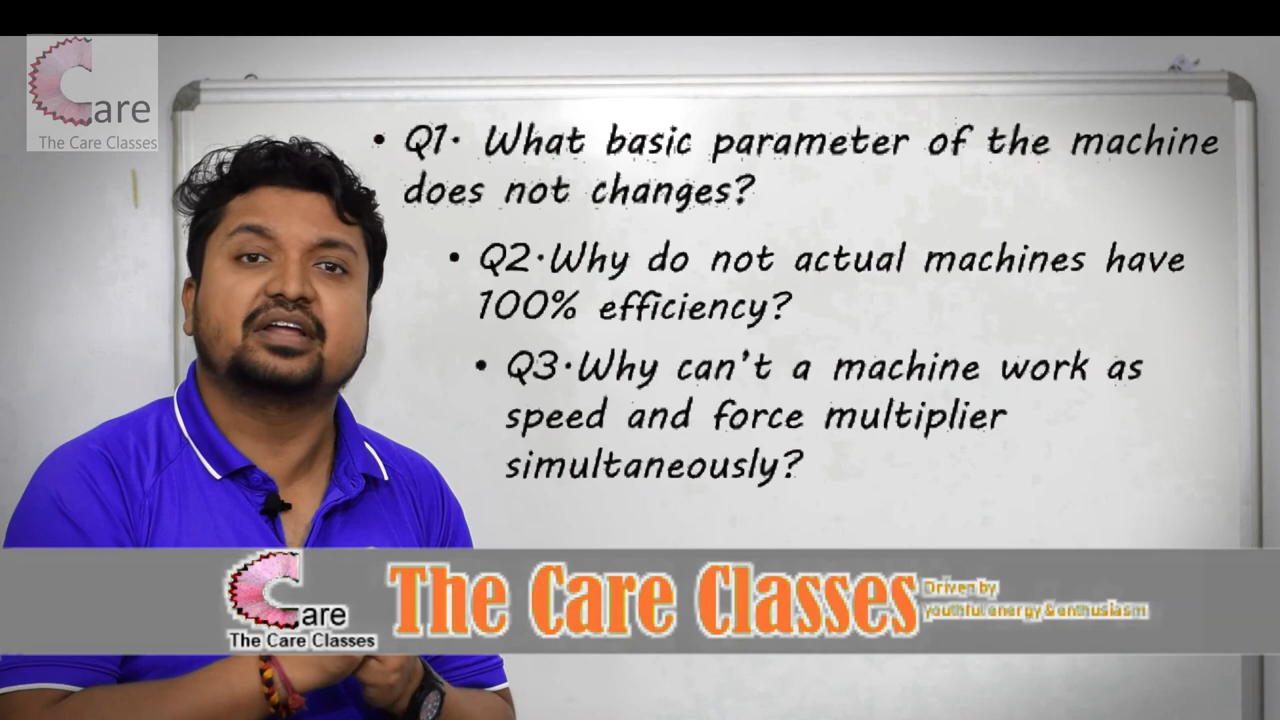 Care
The Care Classes
• Q1. What basic parameter of the machine
does not changes?
• Q2.Why do not actual machines have
100% efficiency?
• Q3.Why can't a machine work as
speed and force multiplier
simultaneously?
Care
The Care Classes
The Care Classes
Driven by
youthful energy & enthusiasm